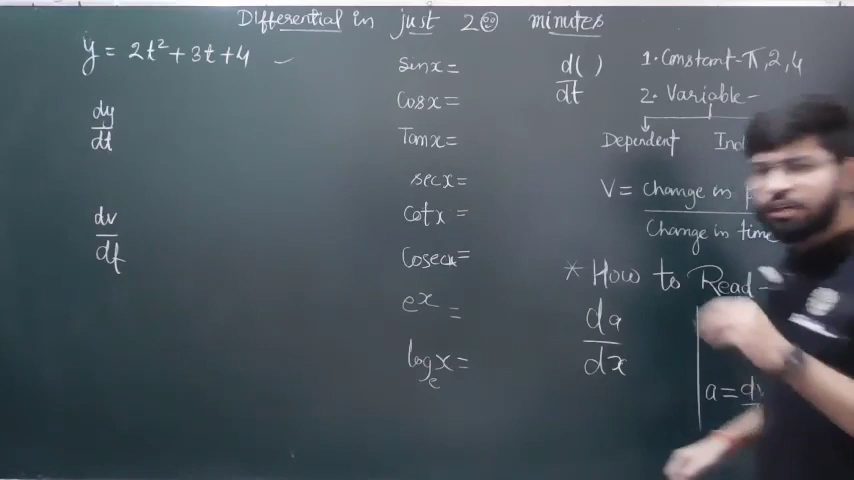 Differential in just 20 minutes
y = 2t² + 3t + 4
dy
dt
dv
dt
sinx =
Cosx =
Tanx =
secx =
Cotx =
Cosecx =
eˣ =
logₑx =
d( )
dt
1. Constant - π, 2, 4
2. Variable -
Dependent
V = Change in
Change in time
* How to Read -
da
dx
a = dv